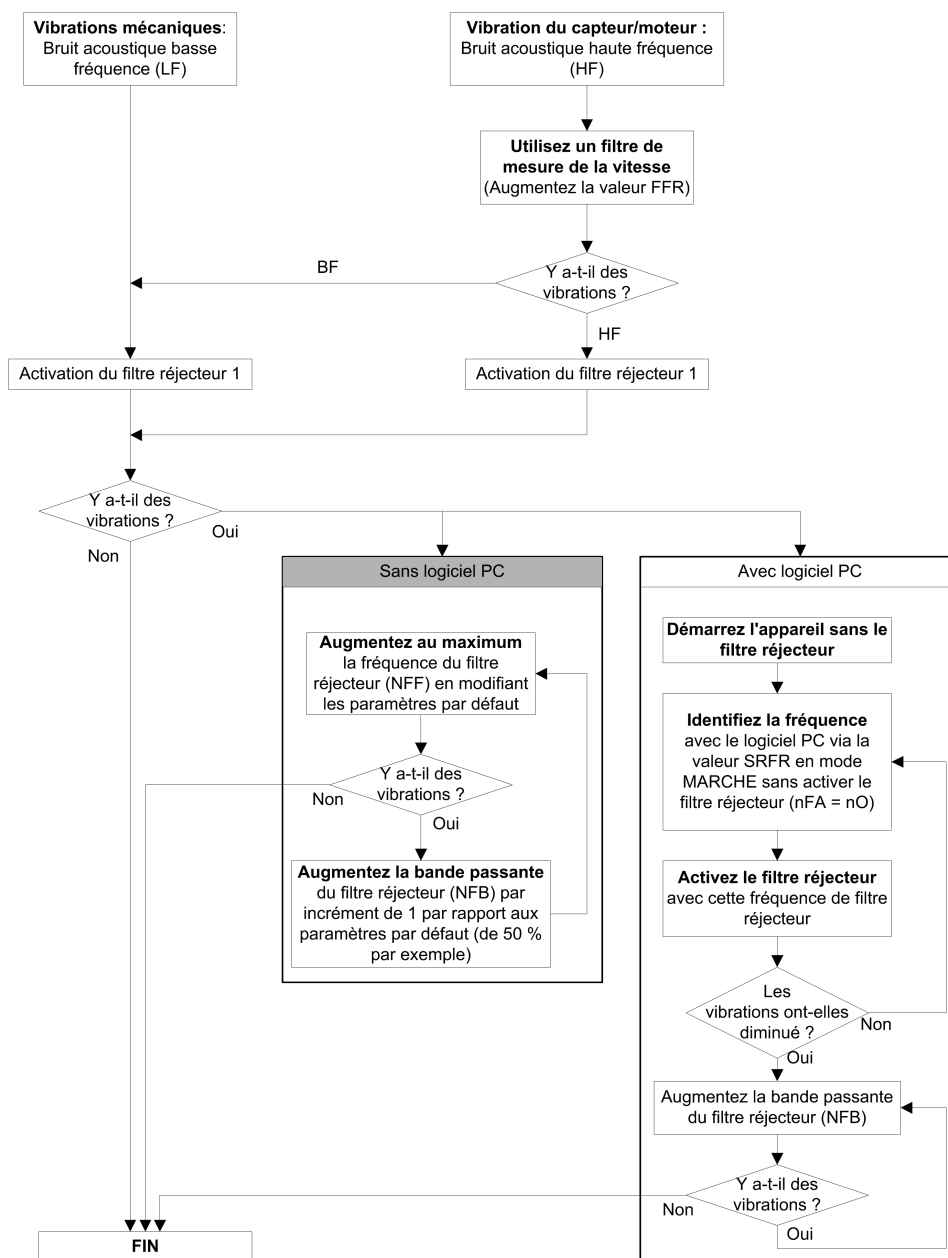 Vibrations mécaniques:
Bruit acoustique basse
fréquence (LF)
Vibration du capteur/moteur :
Bruit acoustique haute fréquence
(HF)
Utilisez un filtre de
mesure de la vitesse
(Augmentez la valeur FFR)
BF
Y a-t-il des
vibrations ?
HF
Activation du filtre réjecteur 1
Activation du filtre réjecteur 1
Y a-t-il des
vibrations ?
Oui
Non
Sans logiciel PC
Augmentez au maximum
la fréquence du filtre
réjecteur (NFF) en modifiant
les paramètres par défaut
Y a-t-il des
vibrations ?
Non
Oui
Augmentez la bande passante
du filtre réjecteur (NFB) par
incrément de 1 par rapport aux
paramètres par défaut (de 50 %
par exemple)
Avec logiciel PC
Démarrez l'appareil sans le
filtre réjecteur
Identifiez la fréquence
avec le logiciel PC via la
valeur SRFR en mode
MARCHE sans activer le
filtre réjecteur (nFA = nO)
Activez le filtre réjecteur
avec cette fréquence de filtre
réjecteur
Les
vibrations ont-elles
diminué ?
Non
Oui
Augmentez la bande passante
du filtre réjecteur (NFB)
Y a-t-il des
vibrations ?
Non
Oui
FIN